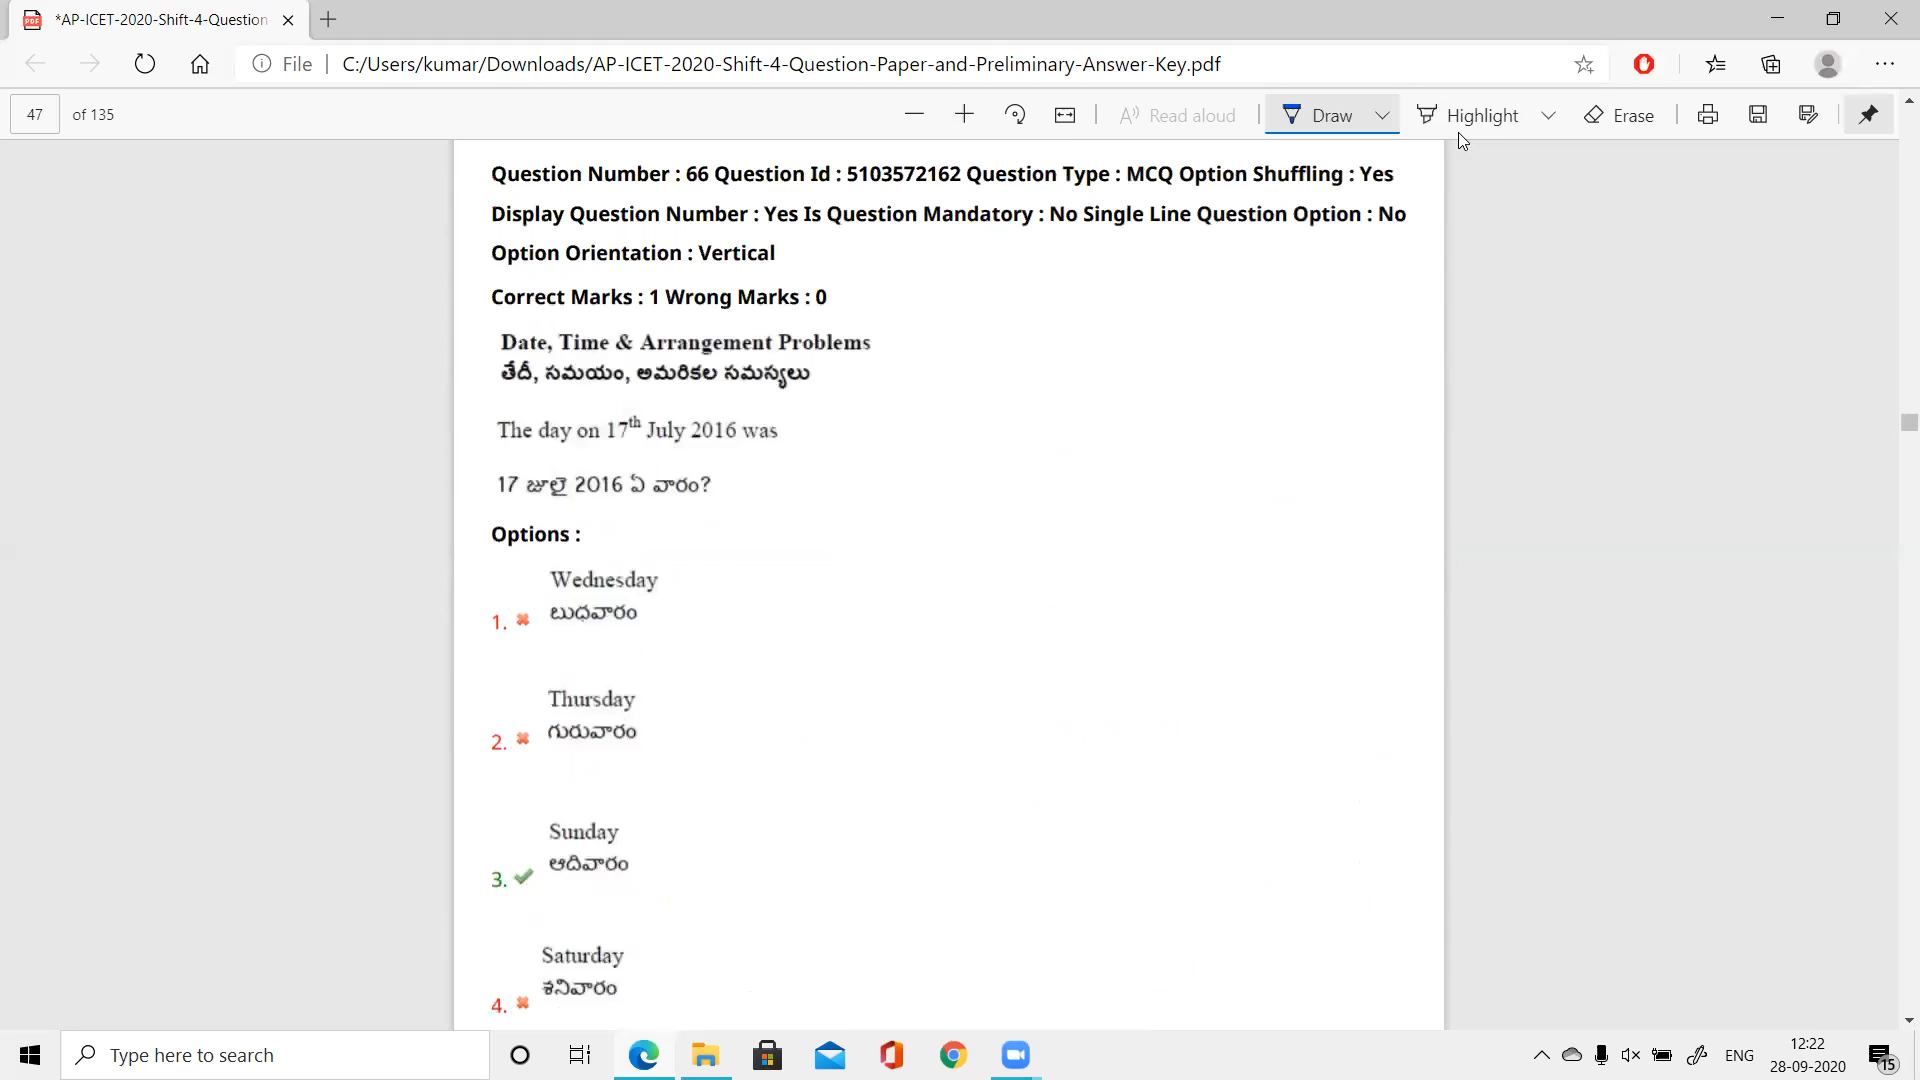 *AP-ICET-2020-Shift-4-Question
File
C:/Users/kumar/Downloads/AP-ICET-2020-Shift-4-Question-Paper-and-Preliminary-Answer-Key.pdf
47 of 135
Read aloud
Draw
Highlight
Erase
Question Number : 66 Question Id : 5103572162 Question Type : MCQ Option Shuffling : Yes
Display Question Number : Yes Is Question Mandatory : No Single Line Question Option : No
Option Orientation : Vertical
Correct Marks : 1 Wrong Marks : 0
Date, Time & Arrangement Problems
తేదీ, సమయం, అమరికల సమస్యలు
The day on 17th July 2016 was
17 జూలై 2016 ఏ వారం?
Options :
Wednesday
బుధవారం
1.
Thursday
గురువారం
2.
Sunday
ఆదివారం
3.
Saturday
శనివారం
4.
Type here to search
ENG
12:22
28-09-2020
15